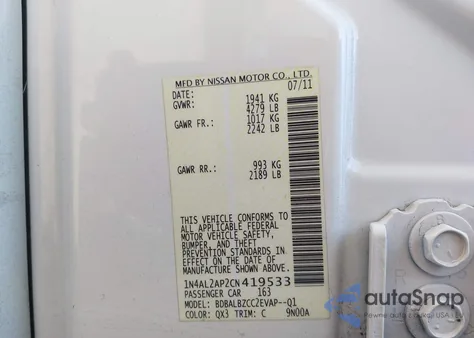 MFD BY NISSAN MOTOR CO., LTD.
DATE: 07/11
GVWR: 1941 KG
4279 LB
GAWR FR.: 1017 KG
2242 LB
GAWR RR.: 993 KG
2189 LB
THIS VEHICLE CONFORMS TO
ALL APPLICABLE FEDERAL
MOTOR VEHICLE SAFETY,
BUMPER, AND THEFT
PREVENTION STANDARDS IN
EFFECT ON THE DATE OF
MANUFACTURE SHOWN ABOVE.
1N4AL2AP2CN419533
PASSENGER CAR 163
MODEL: BDBALBZCC2EVAP--Q1
COLOR: QX3 TRIM: C 9N00A
autoSnap